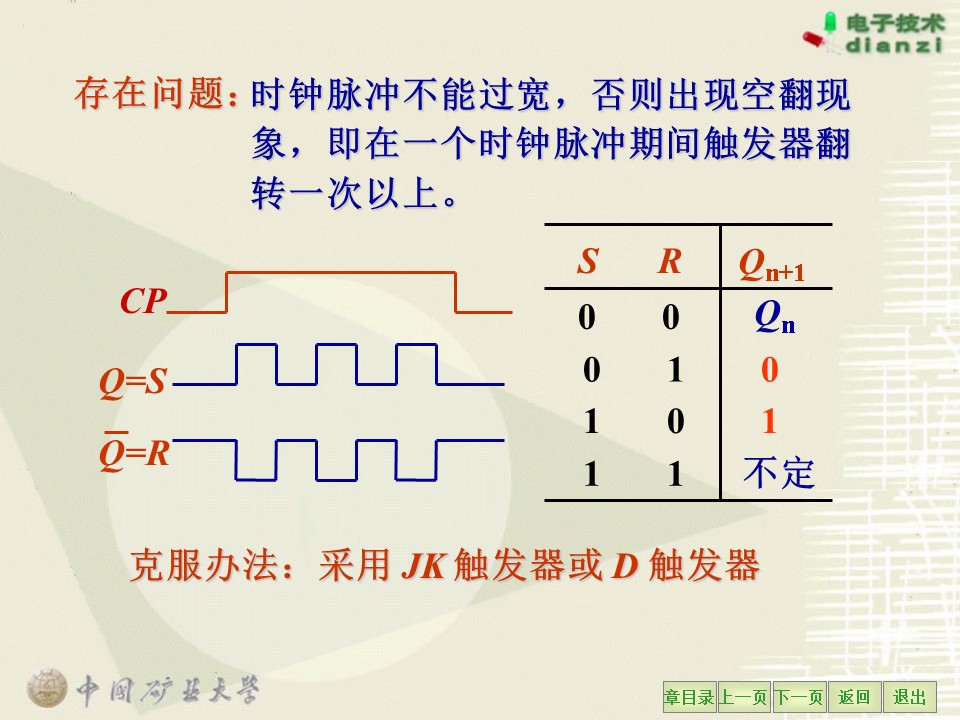 电子技术
dianzi
存在问题：时钟脉冲不能过宽，否则出现空翻现
象，即在一个时钟脉冲期间触发器翻
转一次以上。
S R Qn+1
CP
0 0 Qn
0 1 0
Q=S
1 0 1
Q̅=R
1 1 不定
克服办法：采用 JK 触发器或 D 触发器
中国矿业大学
章目录 上一页 下一页 返回 退出